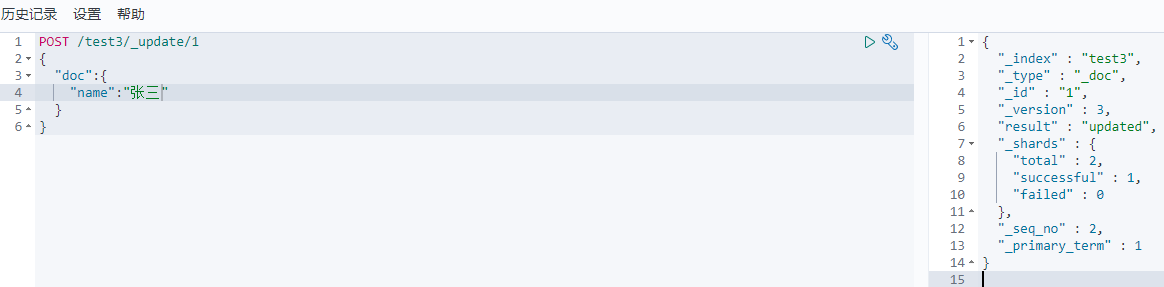 历史记录 设置 帮助
1 POST /test3/_update/1
2 {
3 "doc":{
4 "name":"张三"
5 }
6 }
1 {
2 "_index" : "test3",
3 "_type" : "_doc",
4 "_id" : "1",
5 "_version" : 3,
6 "result" : "updated",
7 "_shards" : {
8 "total" : 2,
9 "successful" : 1,
10 "failed" : 0
11 },
12 "_seq_no" : 2,
13 "_primary_term" : 1
14 }
15